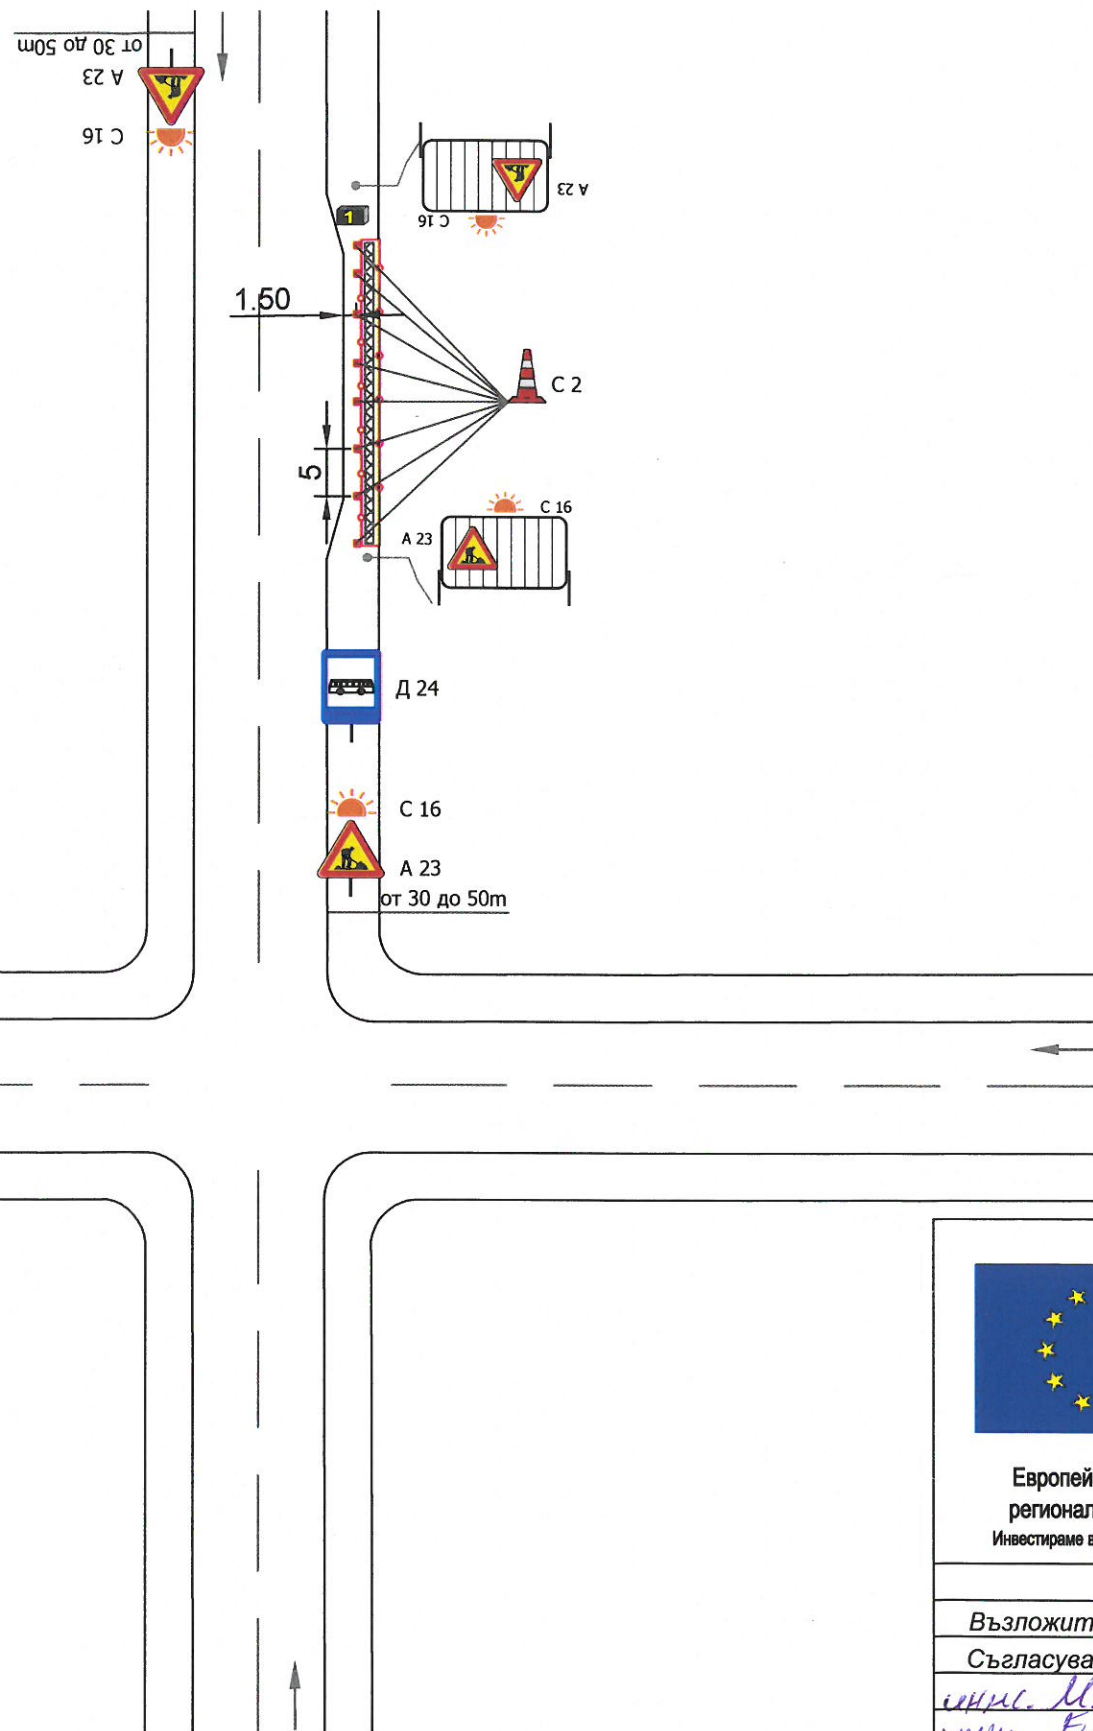 от 30 до 50m
А 23
С 16
А 23
С 16
1
1.50
С 2
5
С 16
А 23
Д 24
С 16
А 23
от 30 до 50m
Европей
регионал
Инвестираме в
Възложит
Съгласува
инж. М.